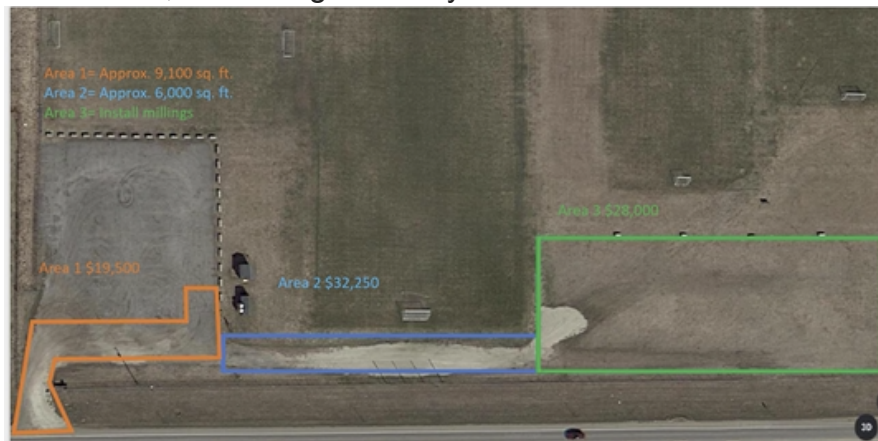 Area 1= Approx. 9,100 sq. ft.
Area 2= Approx. 6,000 sq. ft.
Area 3= Install millings
Area 3 $28,000
Area 1 $19,500
Area 2 $32,250